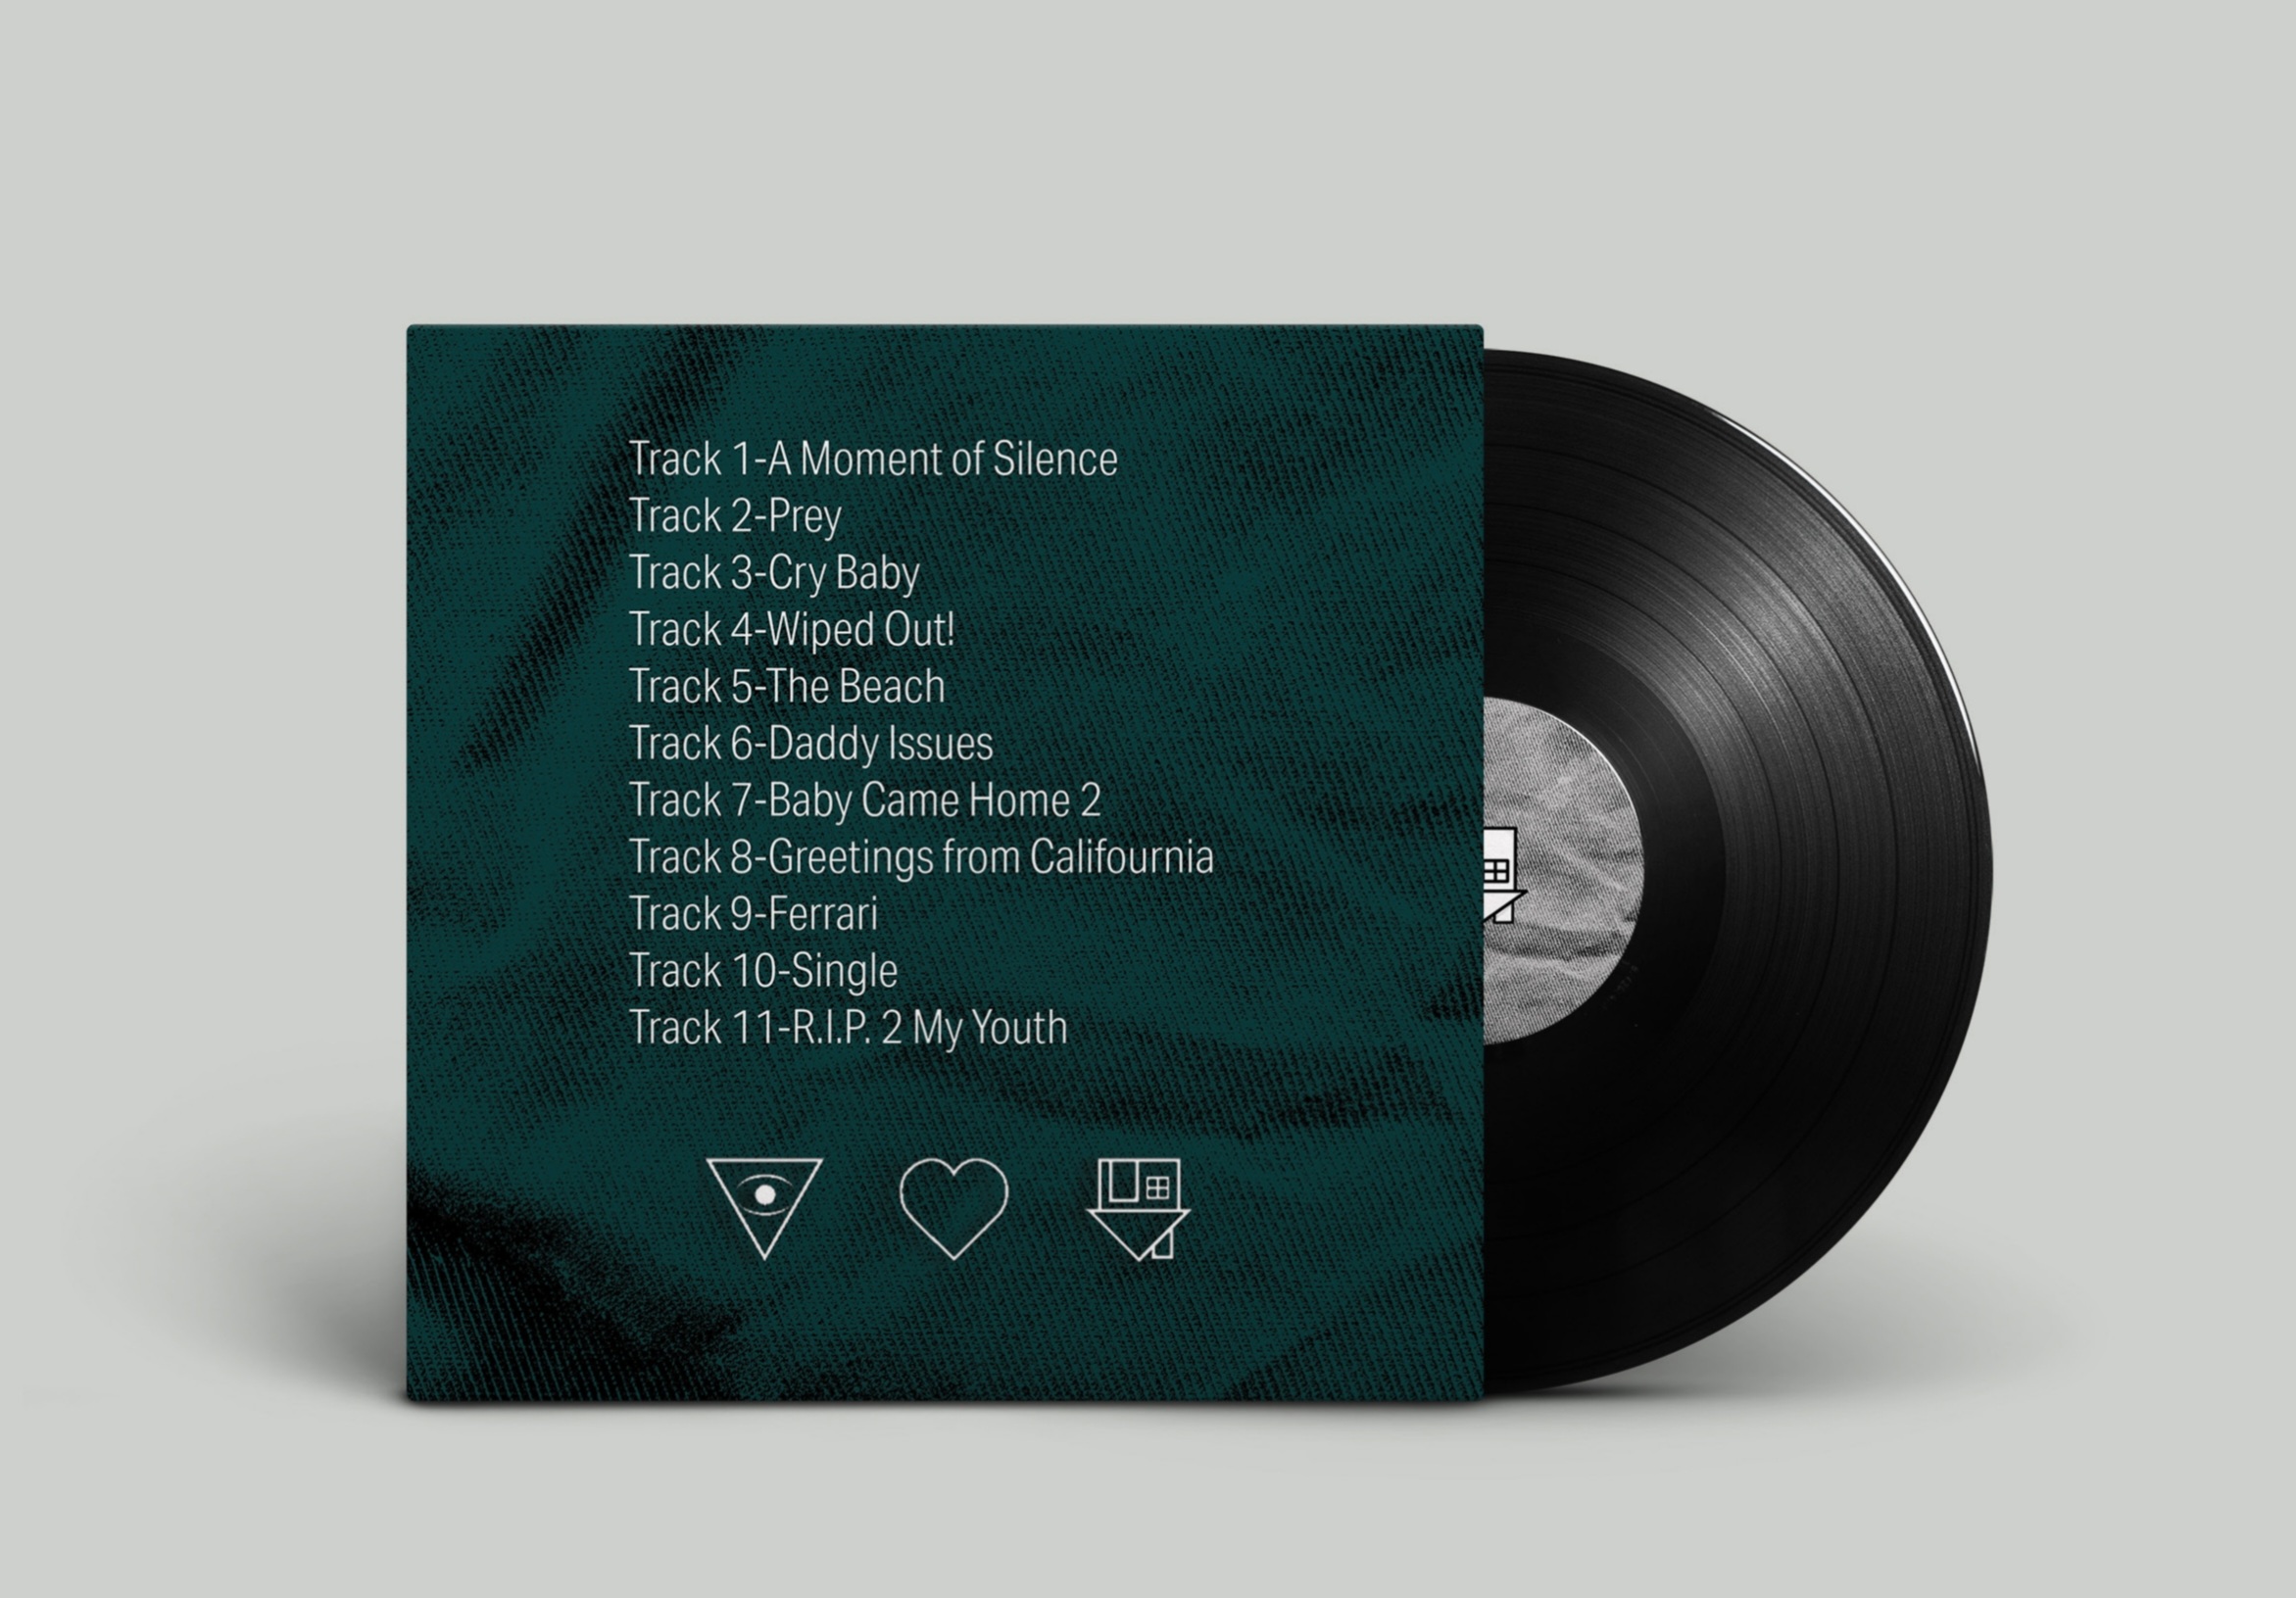 Track 1-A Moment of Silence
Track 2-Prey
Track 3-Cry Baby
Track 4-Wiped Out!
Track 5-The Beach
Track 6-Daddy Issues
Track 7-Baby Came Home 2
Track 8-Greetings from Califournia
Track 9-Ferrari
Track 10-Single
Track 11-R.I.P. 2 My Youth